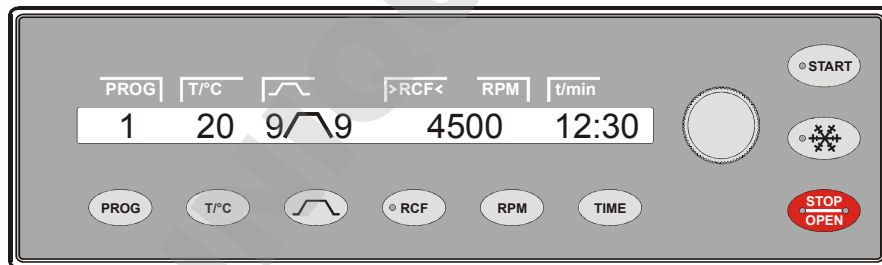 START
PROG T/°C >RCF< RPM t/min
1 20 9 9 4500 12:30
PROG T/°C RCF RPM TIME
STOP
OPEN